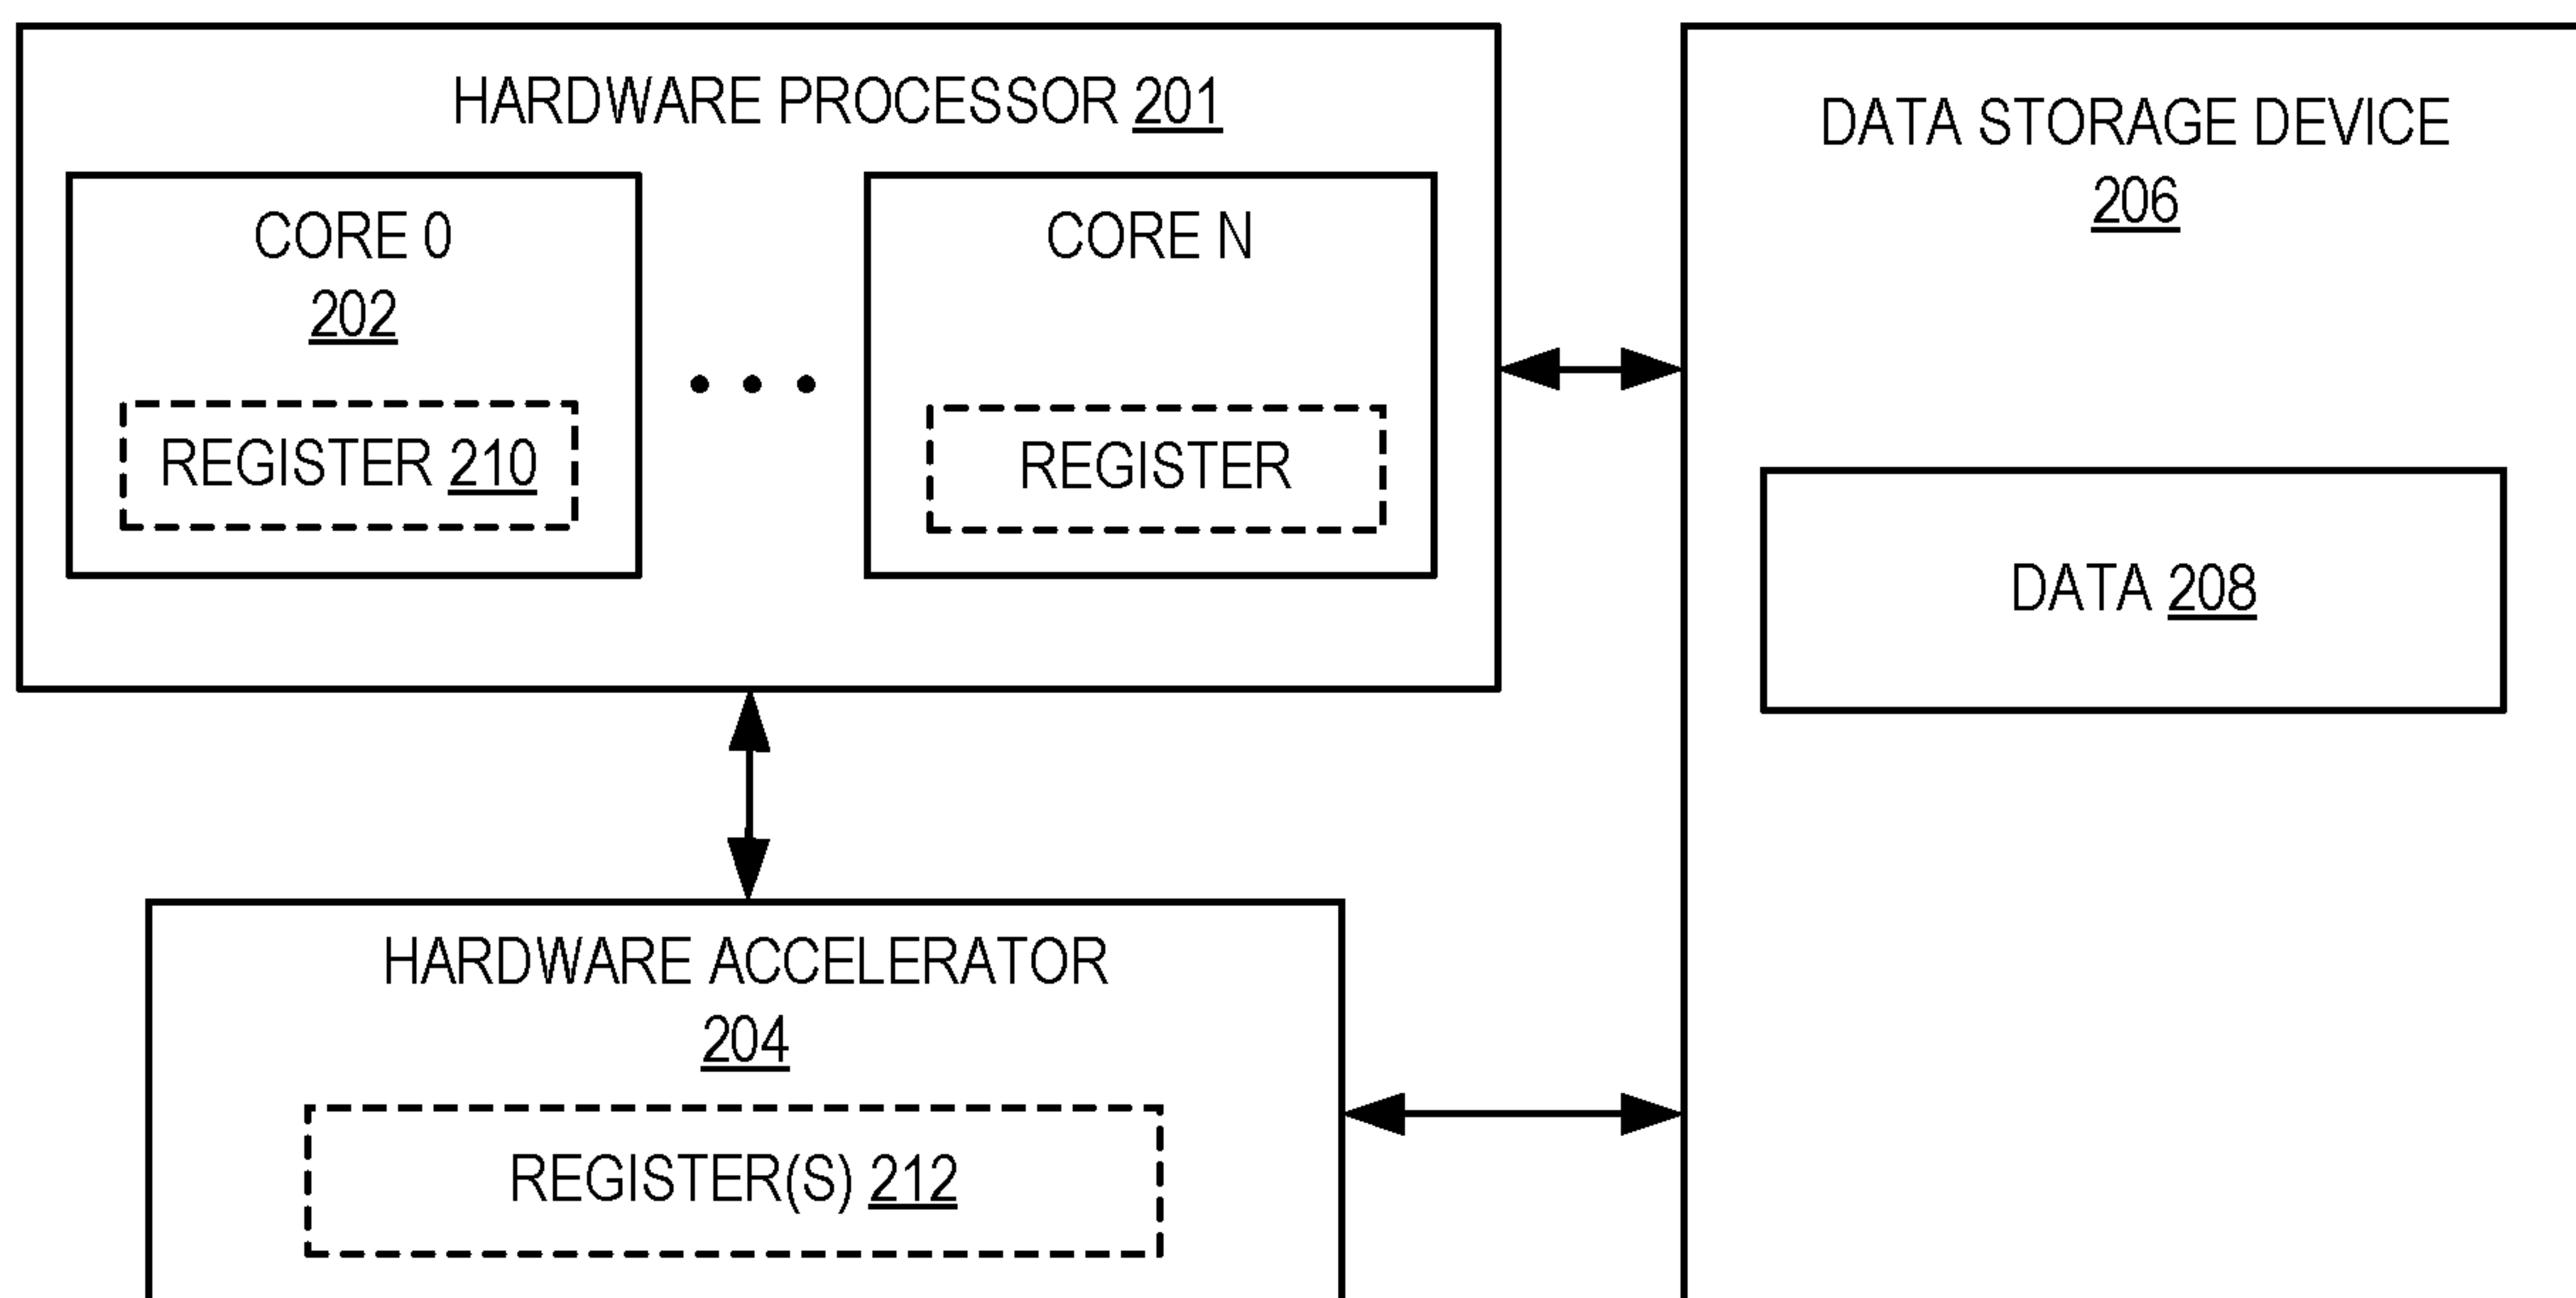 HARDWARE PROCESSOR 201
CORE 0
202
REGISTER 210
CORE N
REGISTER
DATA STORAGE DEVICE
206
DATA 208
HARDWARE ACCELERATOR
204
REGISTER(S) 212